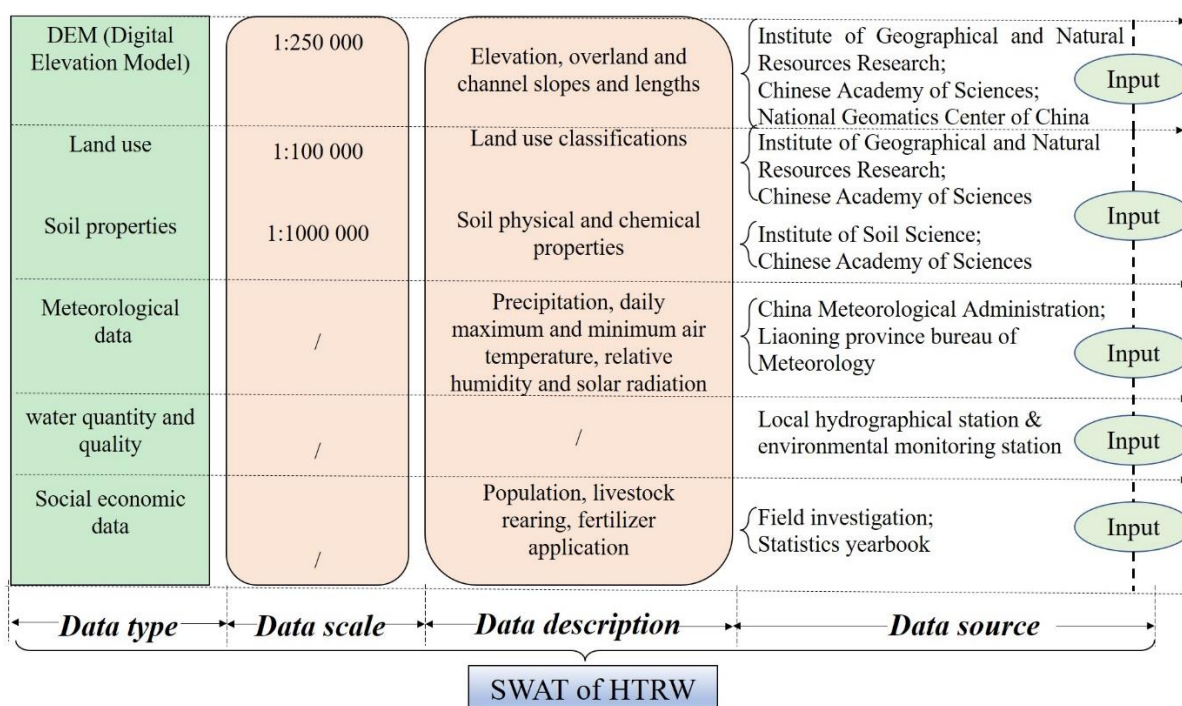 DEM (Digital
Elevation Model)
1:250 000
Elevation, overland and
channel slopes and lengths
Institute of Geographical and Natural
Resources Research;
Chinese Academy of Sciences;
National Geomatics Center of China
Input
Land use
1:100 000
Land use classifications
Institute of Geographical and Natural
Resources Research;
Chinese Academy of Sciences
Input
Soil properties
1:1000 000
Soil physical and chemical
properties
Institute of Soil Science;
Chinese Academy of Sciences
Meteorological
data
/
Precipitation, daily
maximum and minimum air
temperature, relative
humidity and solar radiation
China Meteorological Administration;
Liaoning province bureau of
Meteorology
Input
water quantity and
quality
/
/
Local hydrographical station &
environmental monitoring station
Input
Social economic
data
/
Population, livestock
rearing, fertilizer
application
Field investigation;
Statistics yearbook
Input
Data type
Data scale
Data description
Data source
SWAT of HTRW